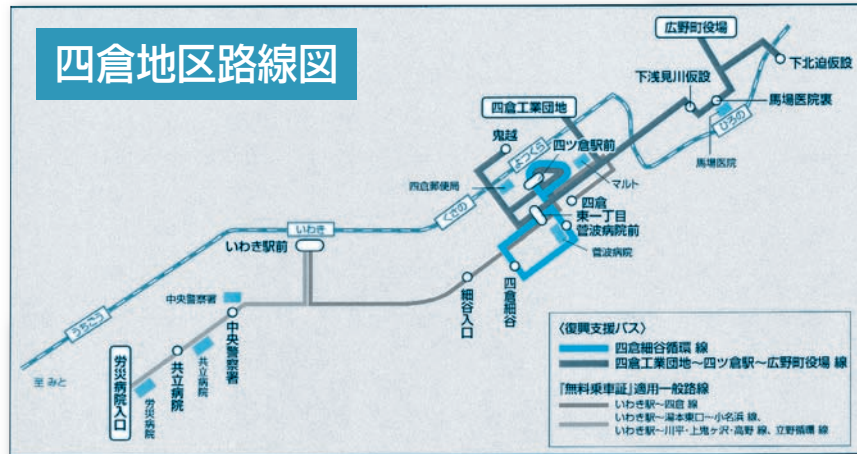 四倉地区路線図
広野町役場
下北迫仮設
下浅見川仮設
馬場医院裏
ひろの
馬場医院
四倉工業団地
鬼越
よつくら
四ツ倉駅前
四倉郵便局
マルト
くさの
四倉
東一丁目
菅波病院前
菅波病院
いわき
いわき駅前
細谷入口
四倉細谷
中央警察署
中央警察署
うちごう
至 みと
労災病院入口
労災病院
共立病院
共立病院
〈復興支援バス〉
四倉細谷循環 線
四倉工業団地～四ツ倉駅～広野町役場 線
「無料乗車証」適用一般路線
いわき駅～四倉 線
いわき駅～湯本東口～小名浜 線、
いわき駅～川平・上鬼ヶ沢・高野 線、立野循環 線